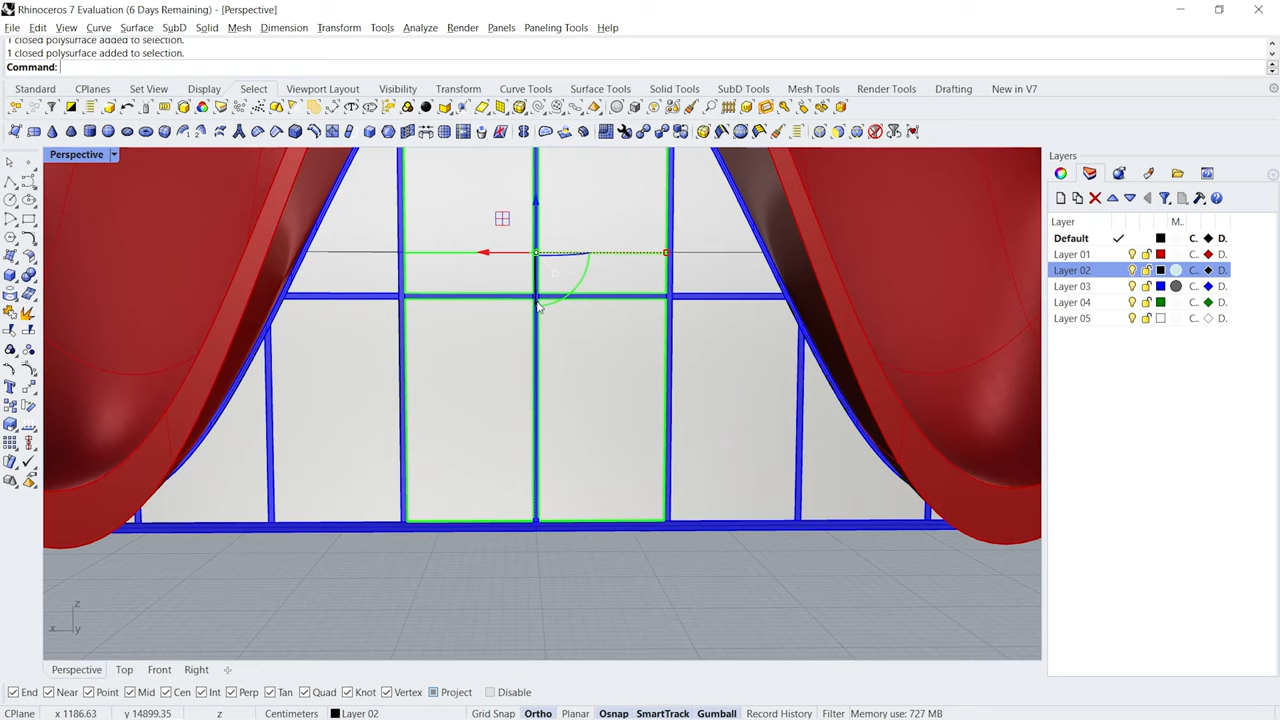 Rhinoceros 7 Evaluation (6 Days Remaining) - [Perspective]
File Edit View Curve Surface SubD Solid Mesh Dimension Transform Tools Analyze Render Panels Paneling Tools Help
1 closed polysurface added to selection.
1 closed polysurface added to selection.
Command:
Standard CPlanes Set View Display Select Viewport Layout Visibility Transform Curve Tools Surface Tools Solid Tools SubD Tools Mesh Tools Render Tools Drafting New in V7
Perspective
Layers
Layer M..
Default C.. D.
Layer 01 C.. D.
Layer 02 C.. D.
Layer 03 C.. D.
Layer 04 C.. D.
Layer 05 C.. D.
z
x y
Perspective Top Front Right
End Near Point Mid Cen Int Perp Tan Quad Knot Vertex Project Disable
CPlane x 1186.63 y 14899.35 z Centimeters Layer 02 Grid Snap Ortho Planar Osnap SmartTrack Gumball Record History Filter Memory use: 727 MB